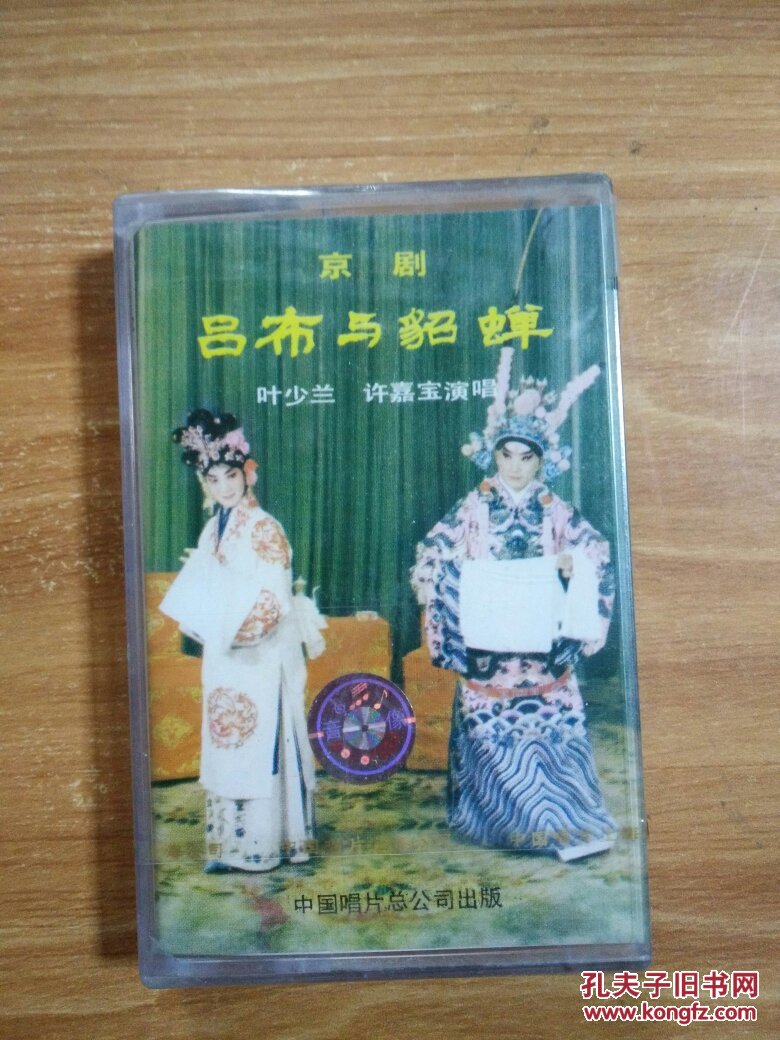 京剧
吕布与貂蝉
叶少兰 许嘉宝演唱
中国唱片总公司出版
孔夫子旧书网
www.kongfz.com